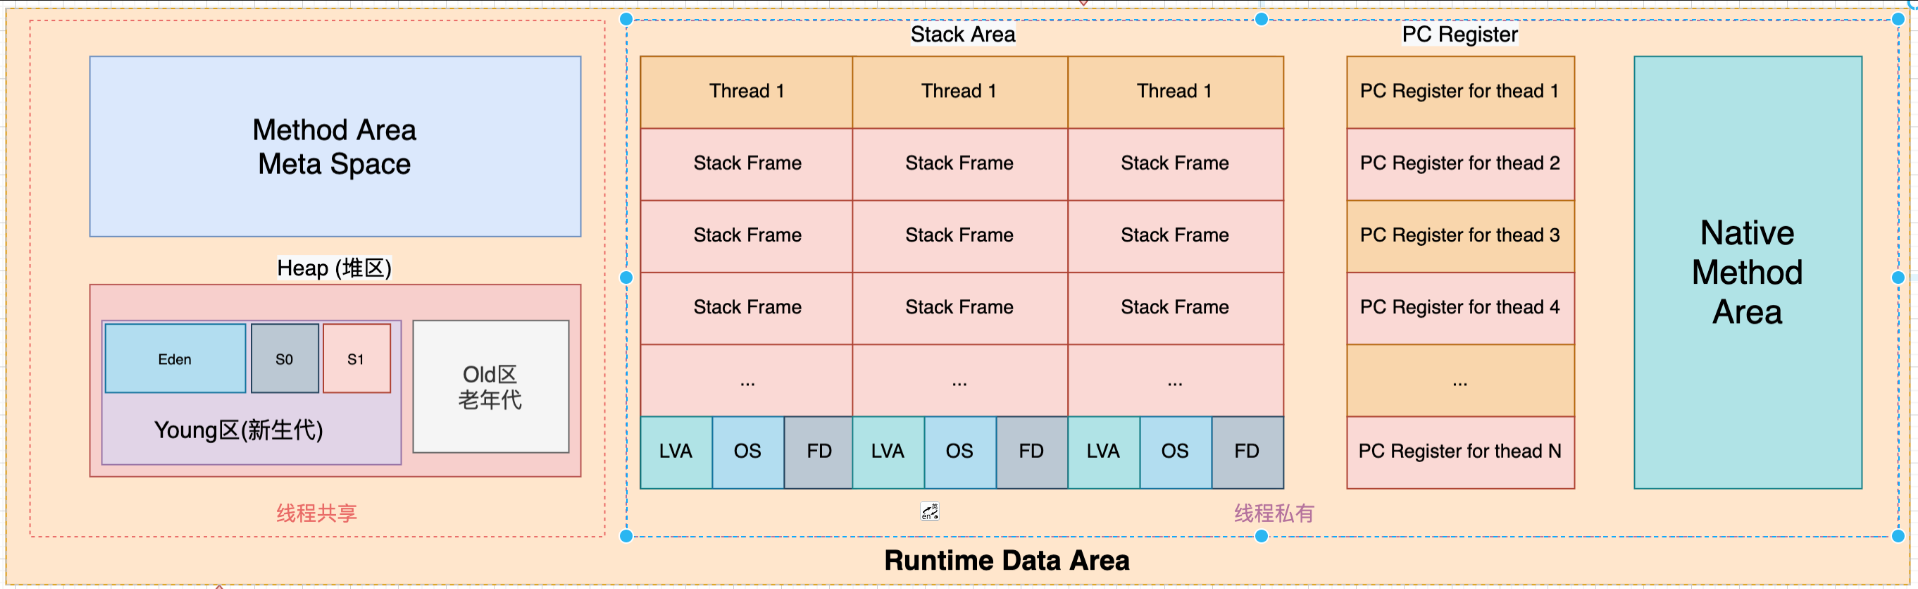 Method Area
Meta Space
Heap (堆区)
Eden
S0
S1
Young区(新生代)
Old区
老年代
线程共享
Stack Area
Thread 1
Thread 1
Thread 1
Stack Frame
Stack Frame
Stack Frame
Stack Frame
Stack Frame
Stack Frame
Stack Frame
Stack Frame
Stack Frame
...
...
...
LVA
OS
FD
LVA
OS
FD
LVA
OS
FD
PC Register
PC Register for thead 1
PC Register for thead 2
PC Register for thead 3
PC Register for thead 4
...
PC Register for thead N
Native
Method
Area
线程私有
Runtime Data Area